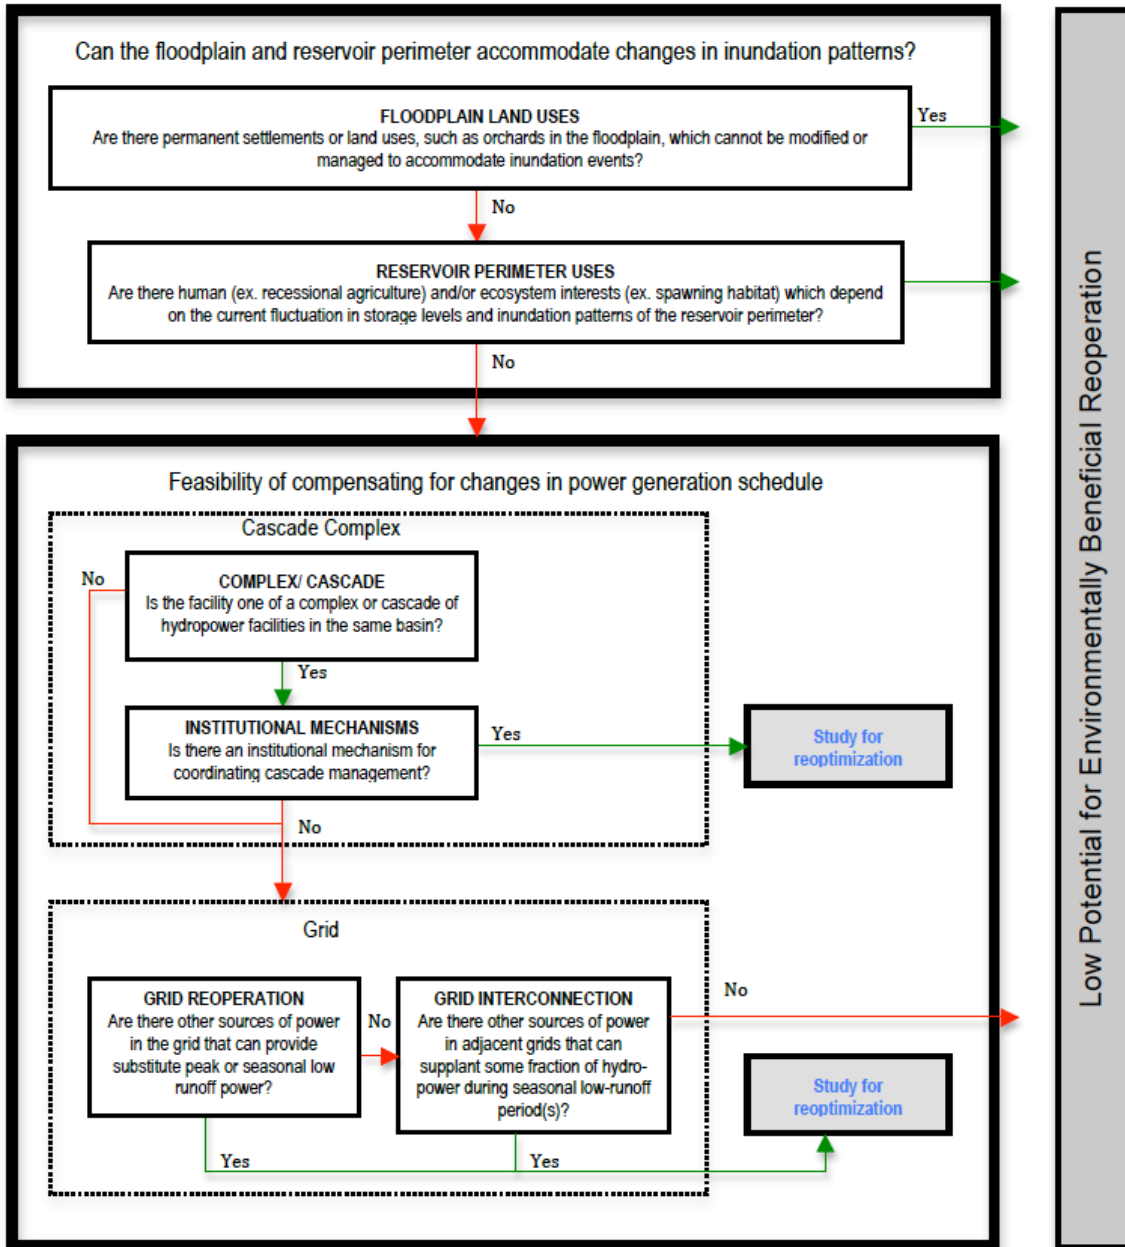 Can the floodplain and reservoir perimeter accommodate changes in inundation patterns?
FLOODPLAIN LAND USES
Are there permanent settlements or land uses, such as orchards in the floodplain, which cannot be modified or
managed to accommodate inundation events?
Yes
No
RESERVOIR PERIMETER USES
Are there human (ex. recessional agriculture) and/or ecosystem interests (ex. spawning habitat) which depend
on the current fluctuation in storage levels and inundation patterns of the reservoir perimeter?
No
Feasibility of compensating for changes in power generation schedule
Cascade Complex
No
COMPLEX/ CASCADE
Is the facility one of a complex or cascade of
hydropower facilities in the same basin?
Yes
INSTITUTIONAL MECHANISMS
Is there an institutional mechanism for
coordinating cascade management?
Yes
Study for
reoptimization
No
Grid
GRID REOPERATION
Are there other sources of power
in the grid that can provide
substitute peak or seasonal low
runoff power?
No
GRID INTERCONNECTION
Are there other sources of power
in adjacent grids that can
supplant some fraction of hydro-
power during seasonal low-runoff
period(s)?
No
Study for
reoptimization
Yes
Yes
Low Potential for Environmentally Beneficial Reoperation